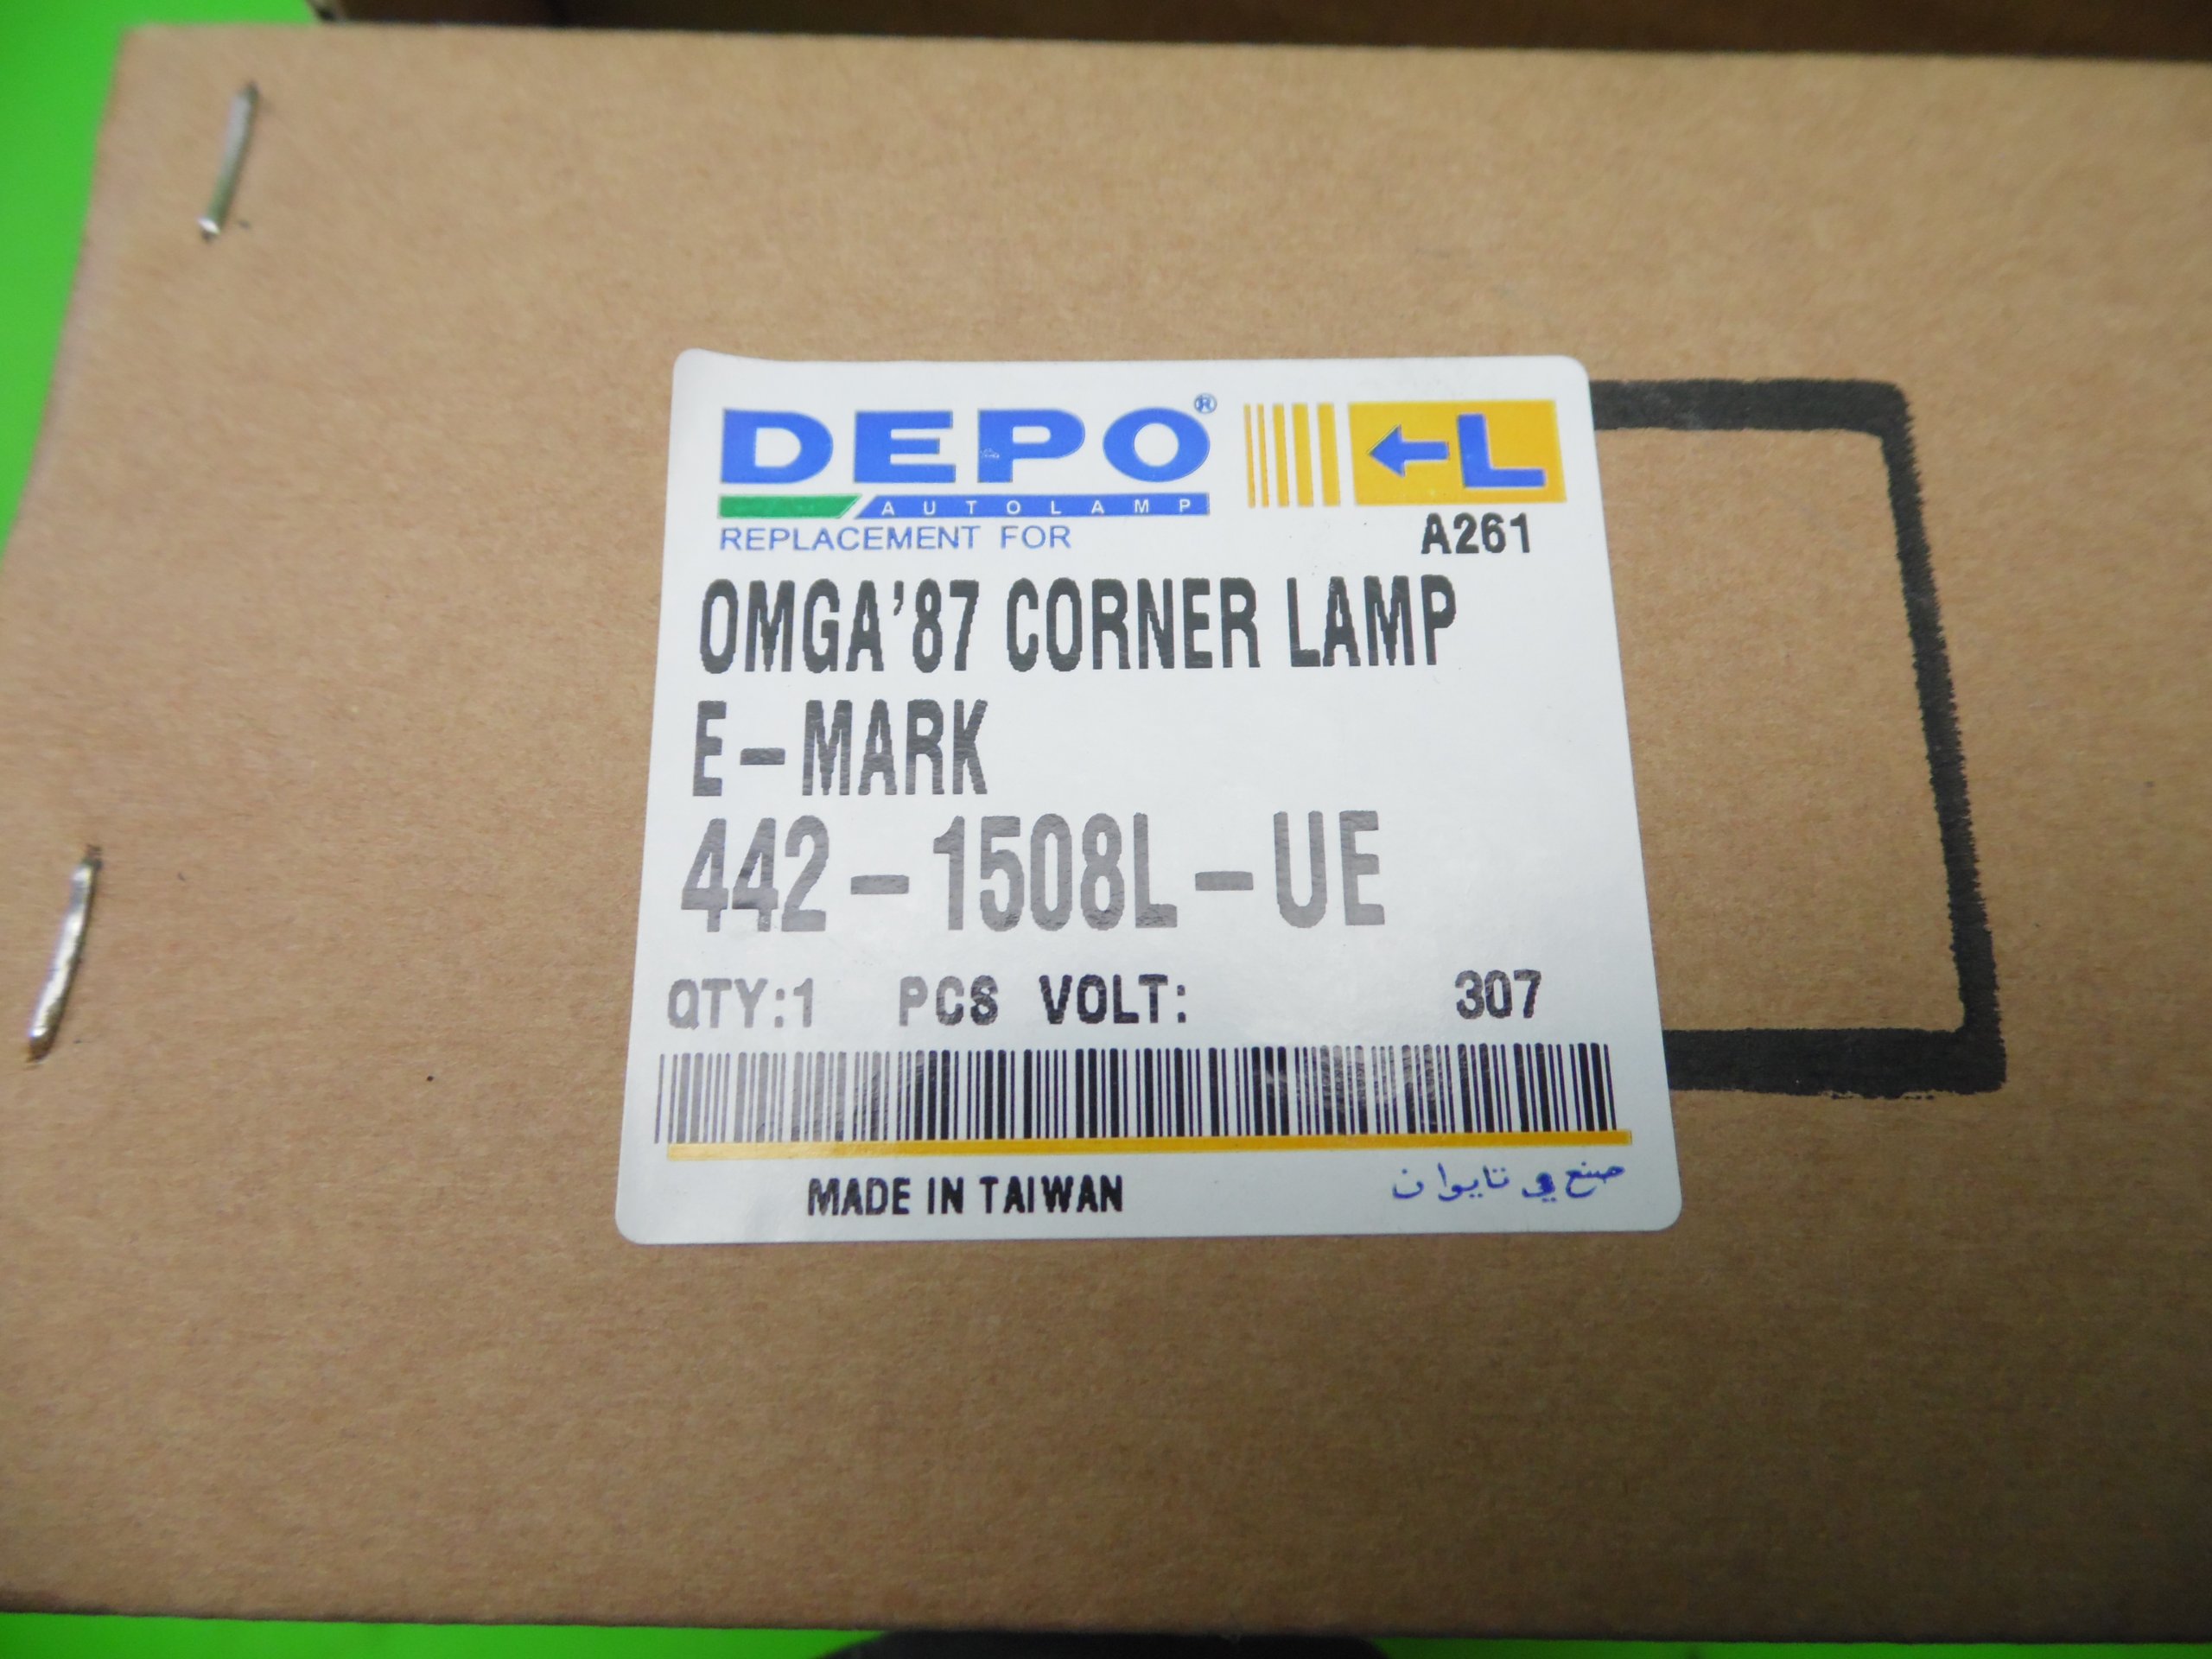 DEPO® ←L
AUTOLAMP
REPLACEMENT FOR A261
OMGA'87 CORNER LAMP
E-MARK
442-1508L-UE
QTY:1 PCS VOLT: 307
MADE IN TAIWAN صنع في تايوان